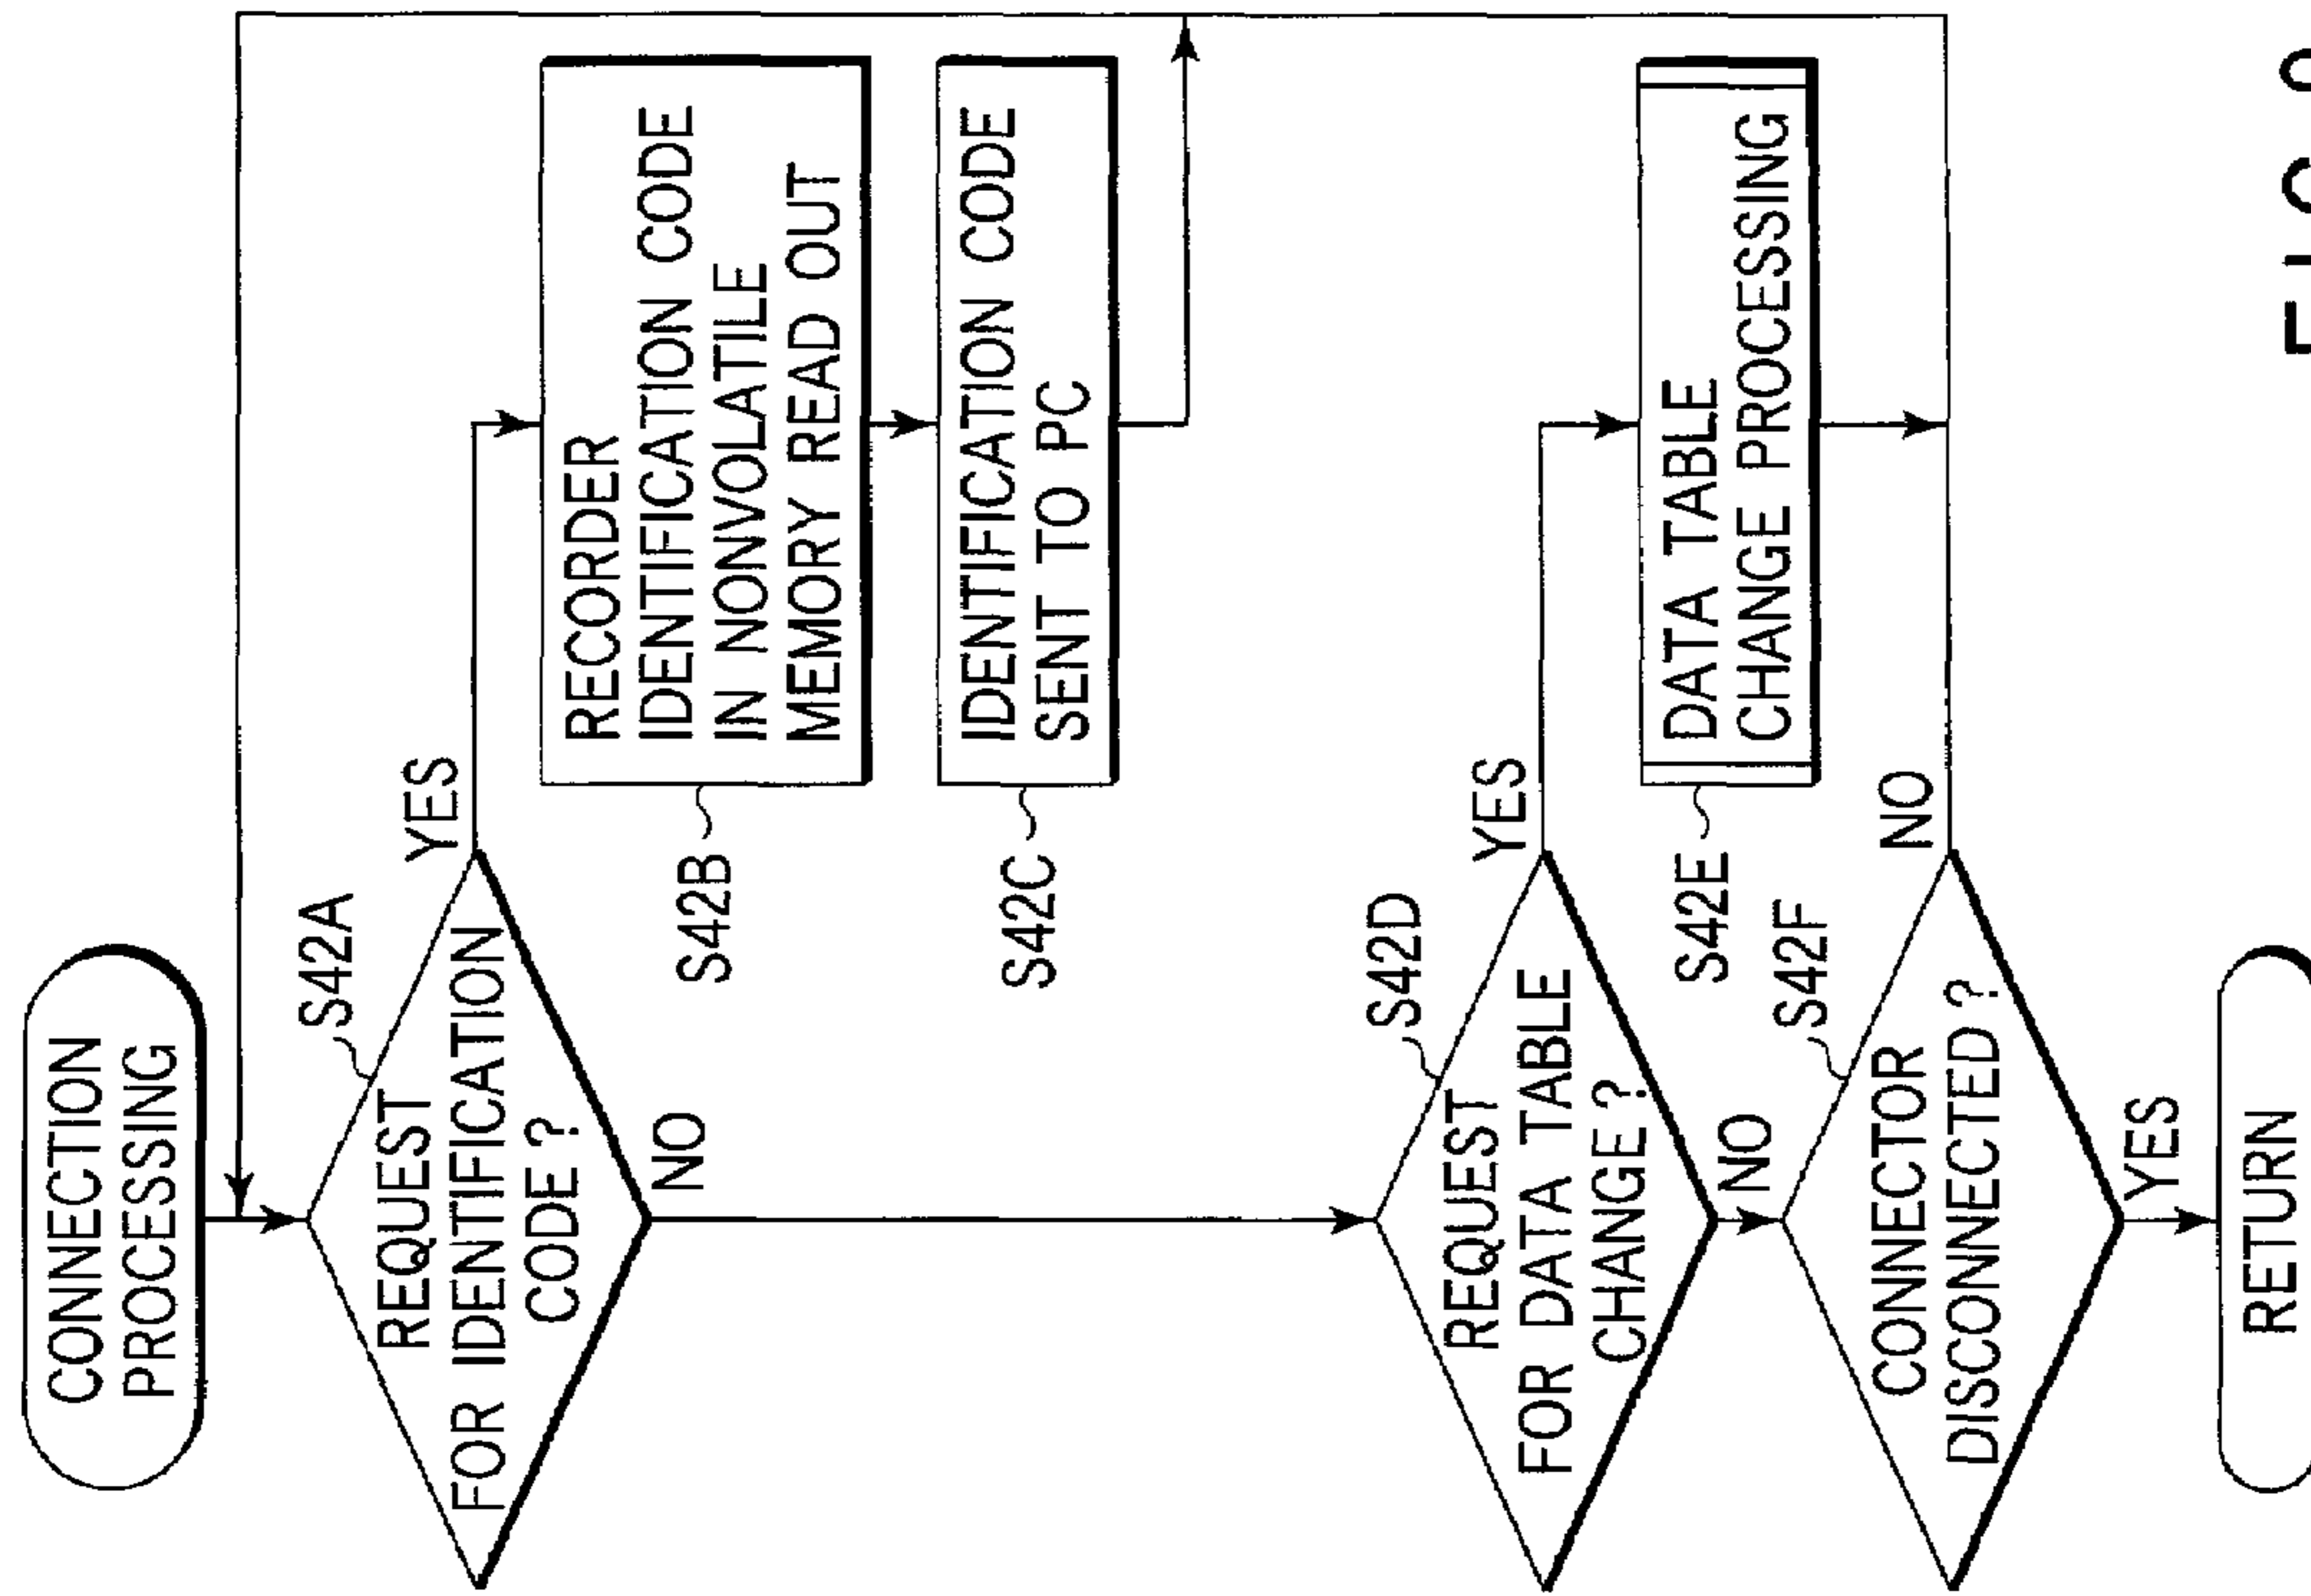 CONNECTION
PROCESSING
S42A
REQUEST
FOR IDENTIFICATION
CODE ?
YES
NO
RECORDER
IDENTIFICATION CODE
IN NONVOLATILE
MEMORY READ OUT
S42B
IDENTIFICATION CODE
SENT TO PC
S42C
S42D
REQUEST
FOR DATA TABLE
CHANGE ?
YES
NO
DATA TABLE
CHANGE PROCESSING
S42E
S42F
CONNECTOR
DISCONNECTED ?
NO
YES
RETURN